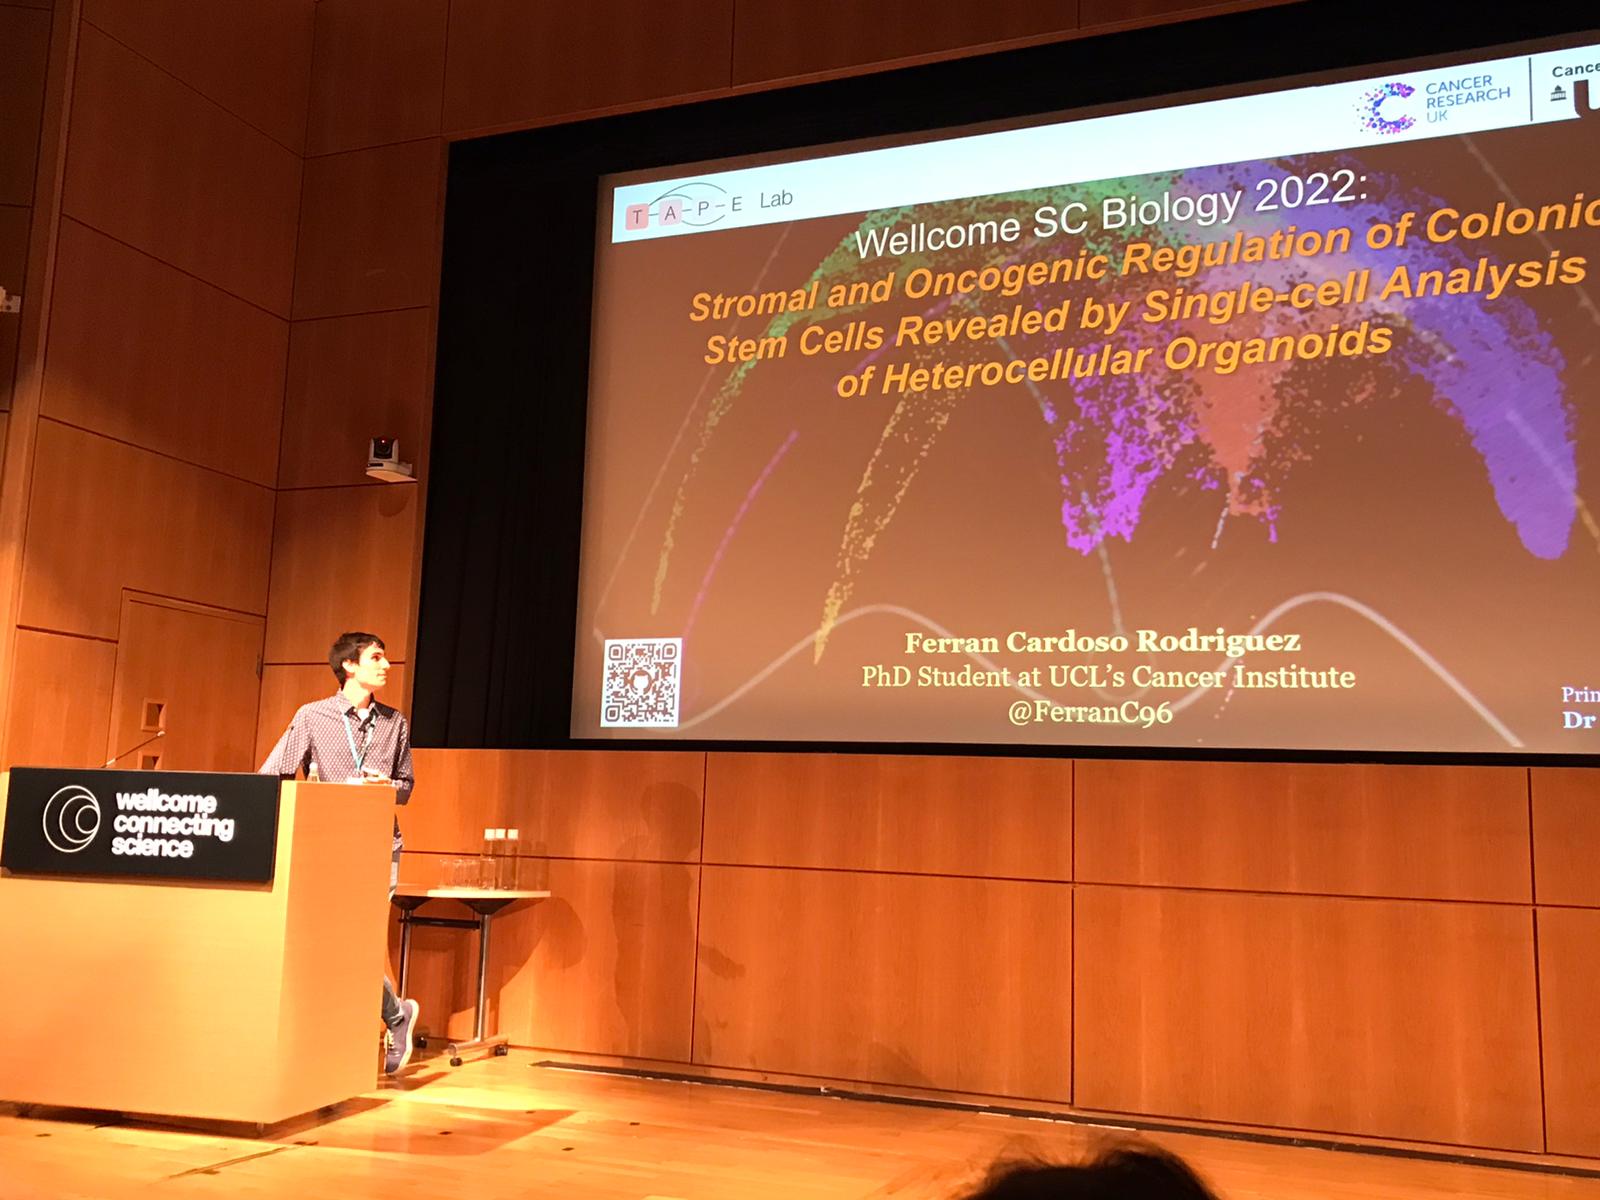 CANCER
RESEARCH
UK
T-A-P-E Lab
Wellcome SC Biology 2022:
Stromal and Oncogenic Regulation of Colonic
Stem Cells Revealed by Single-cell Analysis
of Heterocellular Organoids
Ferran Cardoso Rodriguez
PhD Student at UCL's Cancer Institute
@FerranC96
Dr
wellcome
connecting
science